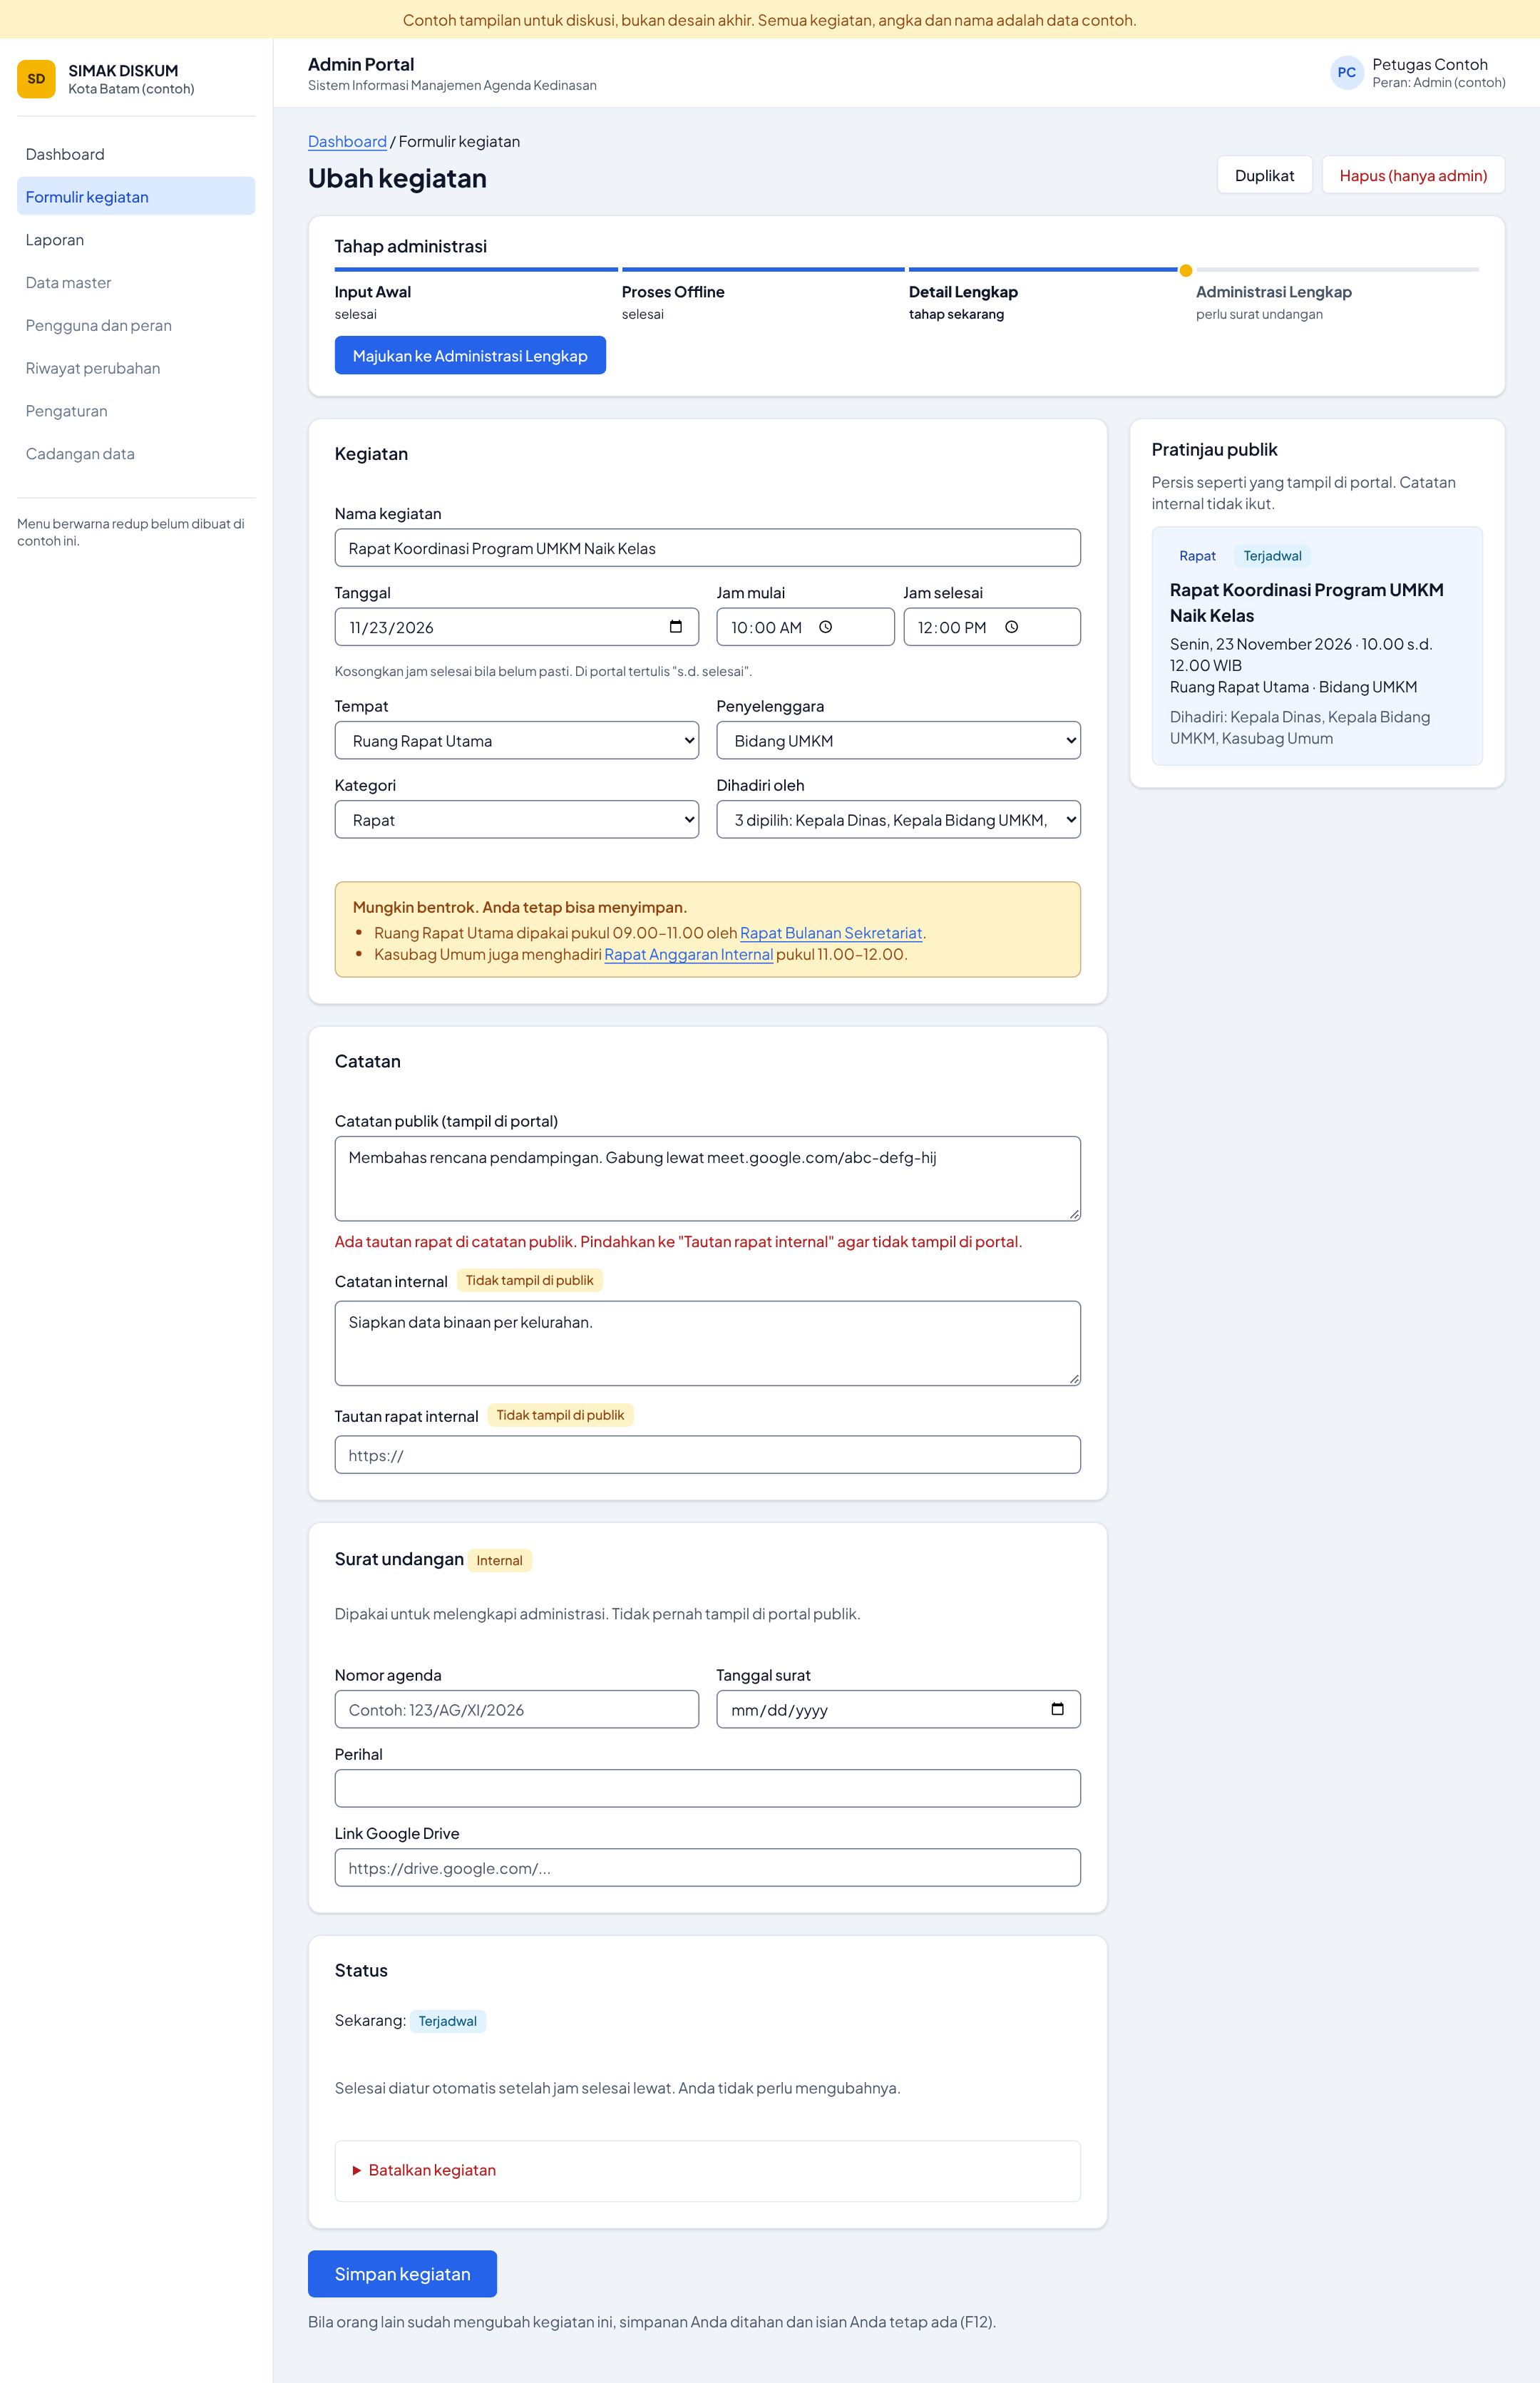 Contoh tampilan untuk diskusi, bukan desain akhir. Semua kegiatan, angka dan nama adalah data contoh.
SD
SIMAK DISKUM
Kota Batam (contoh)
Dashboard
Formulir kegiatan
Laporan
Data master
Pengguna dan peran
Riwayat perubahan
Pengaturan
Cadangan data
Menu berwarna redup belum dibuat di
contoh ini.
Admin Portal
Sistem Informasi Manajemen Agenda Kedinasan
PC
Petugas Contoh
Peran: Admin (contoh)
Dashboard / Formulir kegiatan
Ubah kegiatan
Duplikat
Hapus (hanya admin)
Tahap administrasi
Input Awal
selesai
Proses Offline
selesai
Detail Lengkap
tahap sekarang
Administrasi Lengkap
perlu surat undangan
Majukan ke Administrasi Lengkap
Kegiatan
Nama kegiatan
Rapat Koordinasi Program UMKM Naik Kelas
Tanggal
11/23/2026
Jam mulai
10:00 AM
Jam selesai
12:00 PM
Kosongkan jam selesai bila belum pasti. Di portal tertulis "s.d. selesai".
Tempat
Ruang Rapat Utama
Penyelenggara
Bidang UMKM
Kategori
Rapat
Dihadiri oleh
3 dipilih: Kepala Dinas, Kepala Bidang UMKM,
Mungkin bentrok. Anda tetap bisa menyimpan.
• Ruang Rapat Utama dipakai pukul 09.00–11.00 oleh Rapat Bulanan Sekretariat.
• Kasubag Umum juga menghadiri Rapat Anggaran Internal pukul 11.00–12.00.
Pratinjau publik
Persis seperti yang tampil di portal. Catatan
internal tidak ikut.
Rapat
Terjadwal
Rapat Koordinasi Program UMKM
Naik Kelas
Senin, 23 November 2026 · 10.00 s.d.
12.00 WIB
Ruang Rapat Utama · Bidang UMKM
Dihadiri: Kepala Dinas, Kepala Bidang
UMKM, Kasubag Umum
Catatan
Catatan publik (tampil di portal)
Membahas rencana pendampingan. Gabung lewat meet.google.com/abc-defg-hij
Ada tautan rapat di catatan publik. Pindahkan ke "Tautan rapat internal" agar tidak tampil di portal.
Catatan internal Tidak tampil di publik
Siapkan data binaan per kelurahan.
Tautan rapat internal Tidak tampil di publik
https://
Surat undangan Internal
Dipakai untuk melengkapi administrasi. Tidak pernah tampil di portal publik.
Nomor agenda
Contoh: 123/AG/XI/2026
Tanggal surat
mm/dd/yyyy
Perihal
Link Google Drive
https://drive.google.com/...
Status
Sekarang: Terjadwal
Selesai diatur otomatis setelah jam selesai lewat. Anda tidak perlu mengubahnya.
Batalkan kegiatan
Simpan kegiatan
Bila orang lain sudah mengubah kegiatan ini, simpanan Anda ditahan dan isian Anda tetap ada (F12).